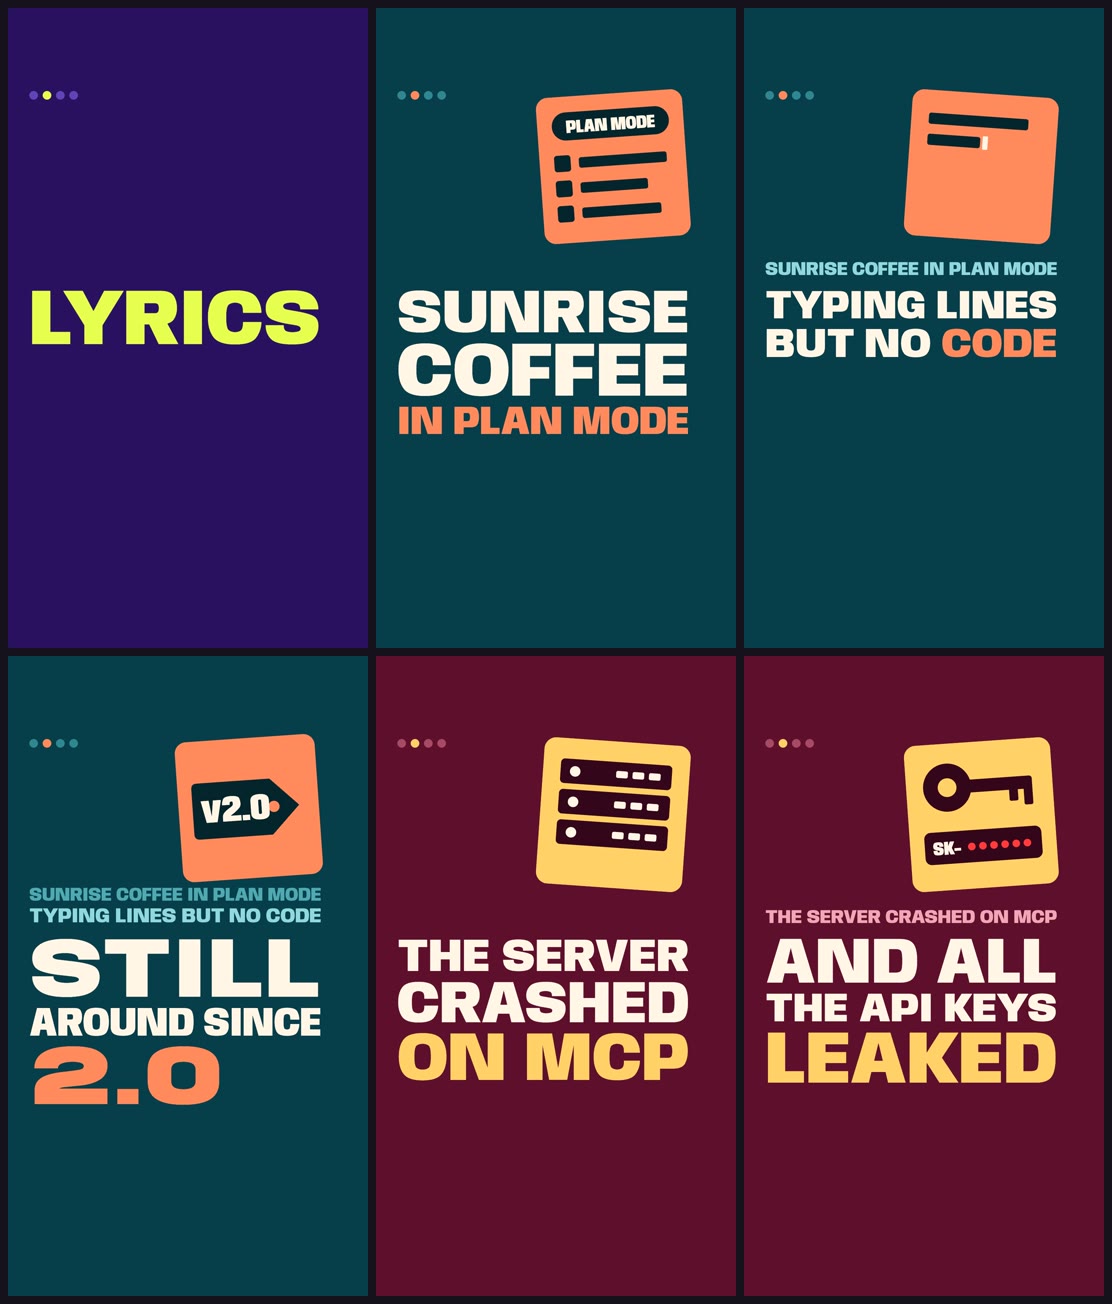 LYRICS
PLAN MODE
SUNRISE
COFFEE
IN PLAN MODE
SUNRISE COFFEE IN PLAN MODE
TYPING LINES
BUT NO CODE
V2.0
SUNRISE COFFEE IN PLAN MODE
TYPING LINES BUT NO CODE
STILL
AROUND SINCE
2.0
THE SERVER
CRASHED
ON MCP
SK-
THE SERVER CRASHED ON MCP
AND ALL
THE API KEYS
LEAKED